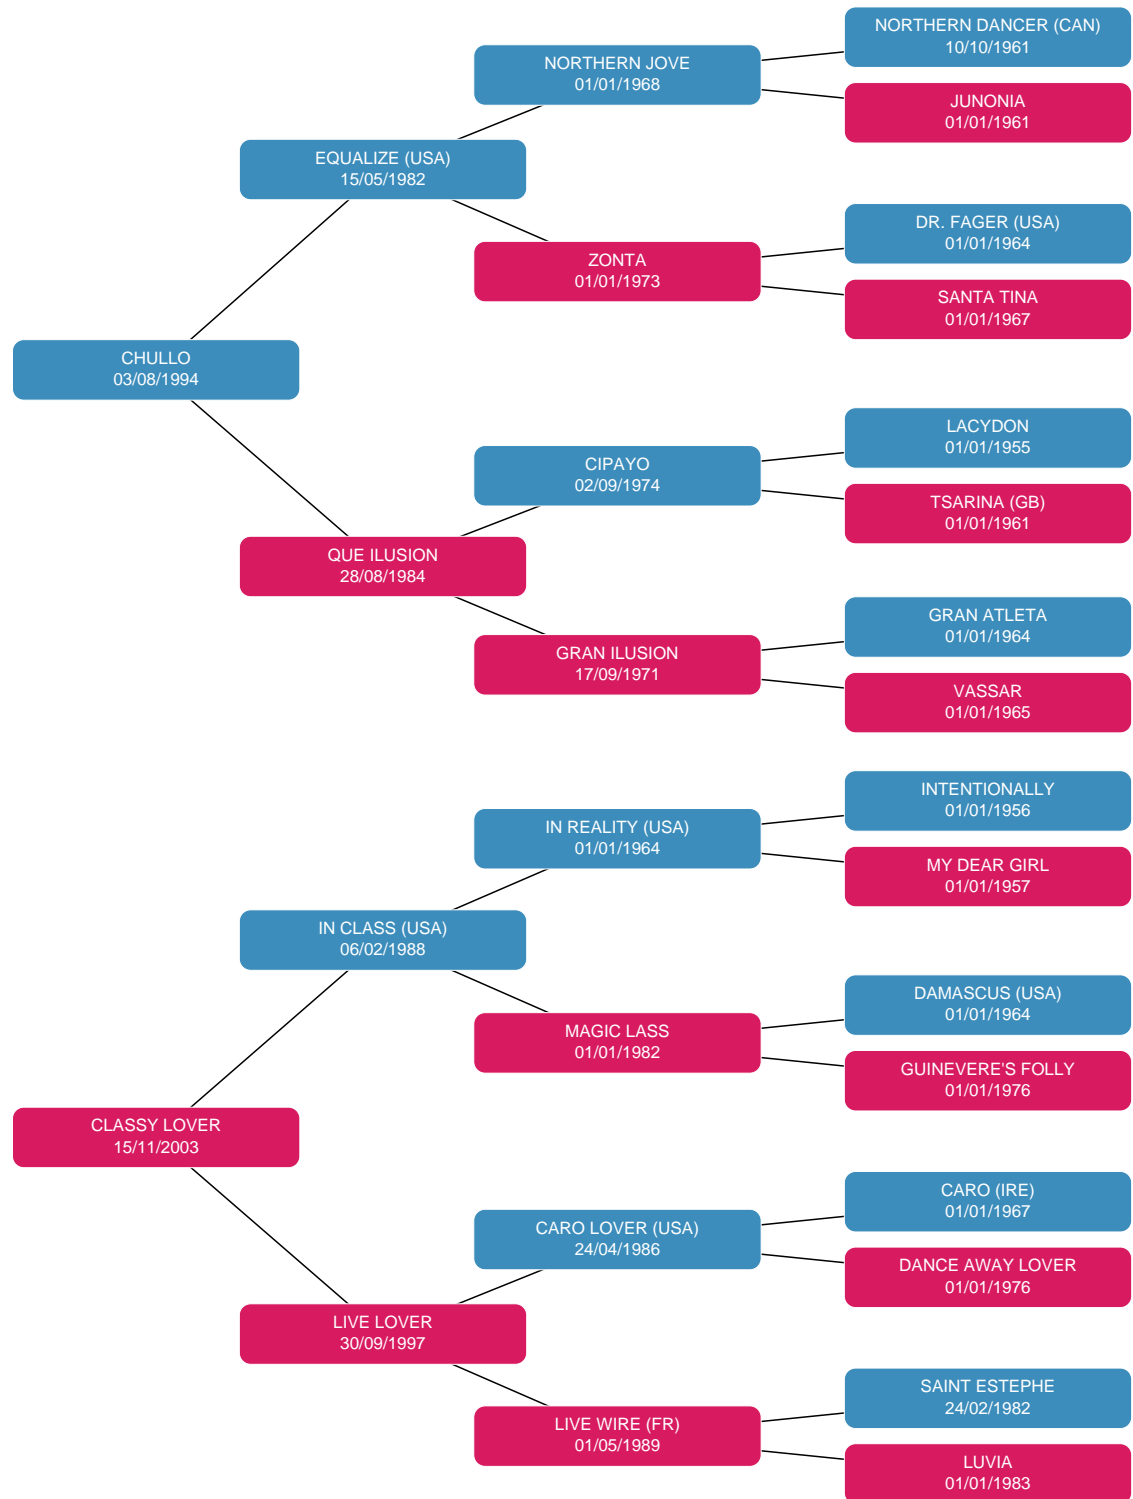 NORTHERN DANCER (CAN)
10/10/1961
NORTHERN JOVE
01/01/1968
JUNONIA
01/01/1961
EQUALIZE (USA)
15/05/1982
DR. FAGER (USA)
01/01/1964
ZONTA
01/01/1973
SANTA TINA
01/01/1967
CHULLO
03/08/1994
LACYDON
01/01/1955
CIPAYO
02/09/1974
TSARINA (GB)
01/01/1961
QUE ILUSION
28/08/1984
GRAN ATLETA
01/01/1964
GRAN ILUSION
17/09/1971
VASSAR
01/01/1965
INTENTIONALLY
01/01/1956
IN REALITY (USA)
01/01/1964
MY DEAR GIRL
01/01/1957
IN CLASS (USA)
06/02/1988
DAMASCUS (USA)
01/01/1964
MAGIC LASS
01/01/1982
GUINEVERE'S FOLLY
01/01/1976
CLASSY LOVER
15/11/2003
CARO (IRE)
01/01/1967
CARO LOVER (USA)
24/04/1986
DANCE AWAY LOVER
01/01/1976
LIVE LOVER
30/09/1997
SAINT ESTEPHE
24/02/1982
LIVE WIRE (FR)
01/05/1989
LUVIA
01/01/1983